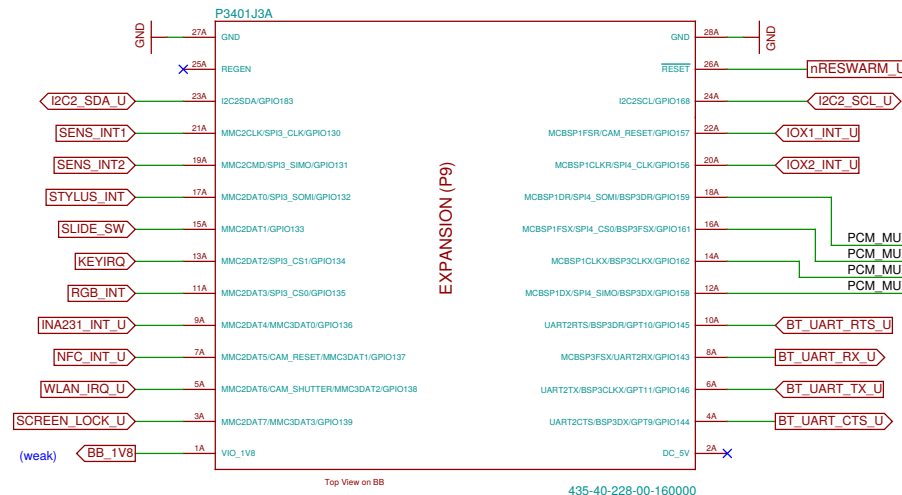 P3401J3A
GND 27A GND GND 28A GND
25A REGEN RESET 26A nRESWARM_U
I2C2_SDA_U 23A I2C2SDA/GPIO183 I2C2SCL/GPIO168 24A I2C2_SCL_U
SENS_INT1 21A MMC2CLK/SPI3_CLK/GPIO130 MCBSP1FSR/CAM_RESET/GPIO157 22A IOX1_INT_U
SENS_INT2 19A MMC2CMD/SPI3_SIMO/GPIO131 MCBSP1CLKR/SPI4_CLK/GPIO156 20A IOX2_INT_U
STYLUS_INT 17A MMC2DAT0/SPI3_SOMI/GPIO132 MCBSP1DR/SPI4_SOMI/BSP3DR/GPIO159 18A
SLIDE_SW 15A MMC2DAT1/GPIO133 MCBSP1FSX/SPI4_CS0/BSP3FSX/GPIO161 16A PCM_MU
KEYIRQ 13A MMC2DAT2/SPI3_CS1/GPIO134 MCBSP1CLKX/BSP3CLKX/GPIO162 14A PCM_MU
PCM_MU
RGB_INT 11A MMC2DAT3/SPI3_CS0/GPIO135 MCBSP1DX/SPI4_SIMO/BSP3DX/GPIO158 12A PCM_MU
INA231_INT_U 9A MMC2DAT4/MMC3DAT0/GPIO136 UART2RTS/BSP3DR/GPT10/GPIO145 10A BT_UART_RTS_U
NFC_INT_U 7A MMC2DAT5/CAM_RESET/MMC3DAT1/GPIO137 MCBSP3FSX/UART2RX/GPIO143 8A BT_UART_RX_U
WLAN_IRQ_U 5A MMC2DAT6/CAM_SHUTTER/MMC3DAT2/GPIO138 UART2TX/BSP3CLKX/GPT11/GPIO146 6A BT_UART_TX_U
SCREEN_LOCK_U 3A MMC2DAT7/MMC3DAT3/GPIO139 UART2CTS/BSP3DX/GPT9/GPIO144 4A BT_UART_CTS_U
(weak) BB_1V8 1A VIO_1V8 DC_5V 2A
EXPANSION (P9)
Top View on BB
435-40-228-00-160000